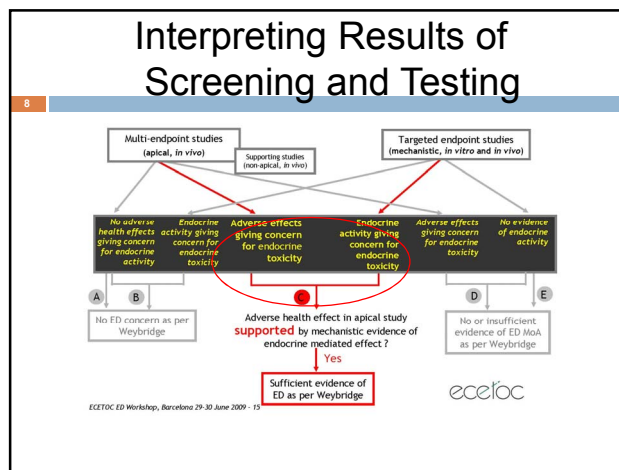 Interpreting Results of
Screening and Testing
8
Multi-endpoint studies
(apical, in vivo)
Supporting studies
(non-apical, in vivo)
Targeted endpoint studies
(mechanistic, in vitro and in vivo)
No adverse
health effects
giving concern
for endocrine
activity
Endocrine
activity giving
concern for
endocrine
toxicity
Adverse effects
giving concern
for endocrine
toxicity
Endocrine
activity giving
concern for
endocrine
toxicity
Adverse effects
giving concern
for endocrine
toxicity
No evidence
of endocrine
activity
A
B
C
D
E
No ED concern as per
Weybridge
Adverse health effect in apical study
supported by mechanistic evidence of
endocrine mediated effect ?
No or insufficient
evidence of ED MoA
as per Weybridge
Yes
Sufficient evidence of
ED as per Weybridge
ecetoc
ECETOC ED Workshop, Barcelona 29-30 June 2009 - 15